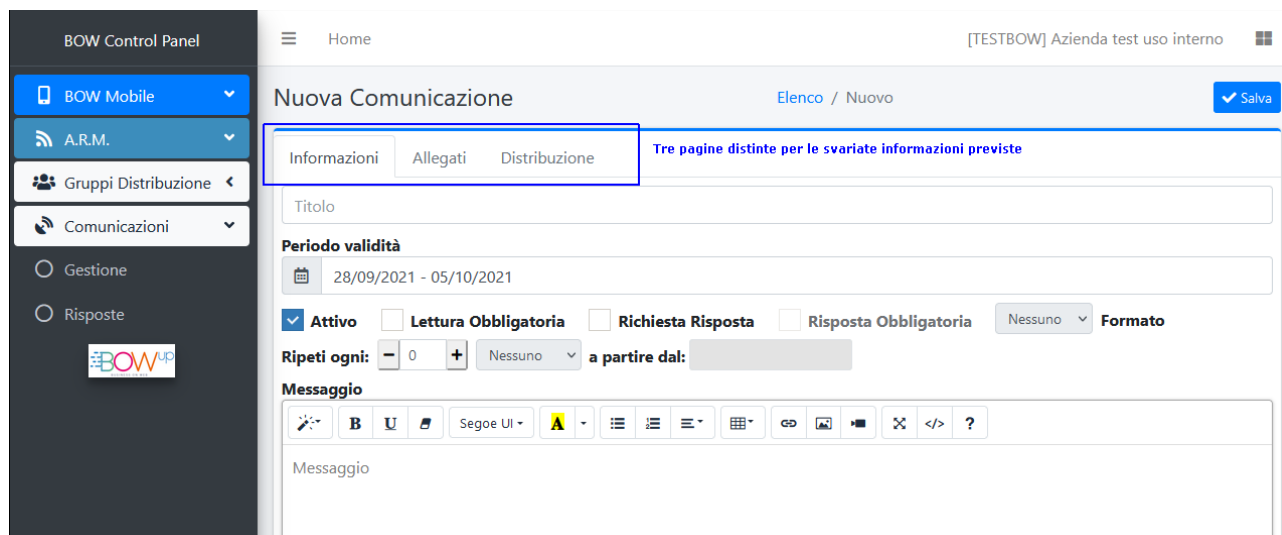 BOW Control Panel
Home
[TESTBOW] Azienda test uso interno
BOW Mobile
A.R.M.
Gruppi Distribuzione
Comunicazioni
Gestione
Risposte
BOWup
Nuova Comunicazione
Elenco / Nuovo
Salva
Informazioni Allegati Distribuzione
Tre pagine distinte per le svariate informazioni previste
Titolo
Periodo validità
28/09/2021 - 05/10/2021
Attivo Lettura Obbligatoria Richiesta Risposta Risposta Obbligatoria Nessuno Formato
Ripeti ogni: 0 Nessuno a partire dal:
Messaggio
B U Segoe UI A </> ?
Messaggio